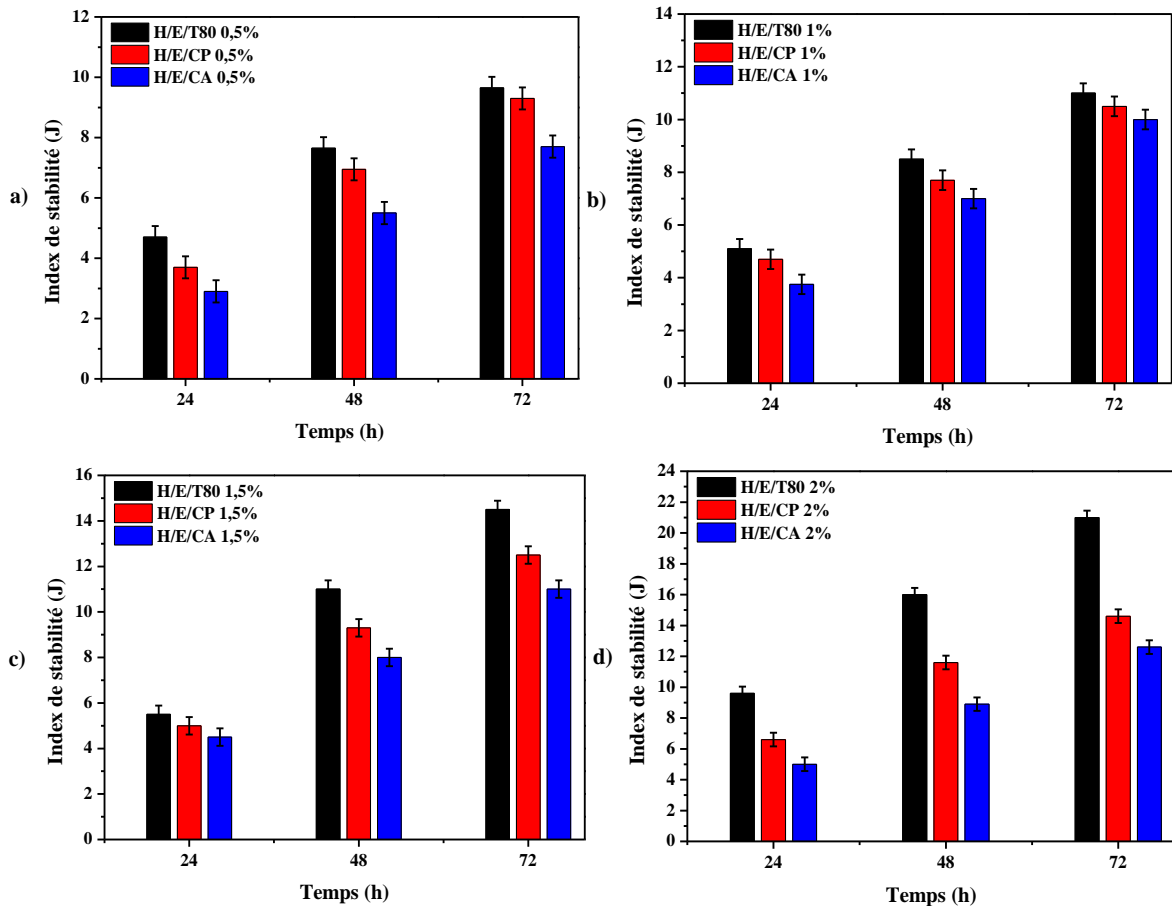 a)
Index de stabilité (J)
12
10
8
6
4
2
0
H/E/T80 0,5%
H/E/CP 0,5%
H/E/CA 0,5%
24
48
72
Temps (h)
b)
Index de stabilité (J)
14
12
10
8
6
4
2
0
H/E/T80 1%
H/E/CP 1%
H/E/CA 1%
24
48
72
Temps (h)
c)
Index de stabilité (J)
16
14
12
10
8
6
4
2
0
H/E/T80 1,5%
H/E/CP 1,5%
H/E/CA 1,5%
24
48
72
Temps (h)
d)
Index de stabilité (J)
24
22
20
18
16
14
12
10
8
6
4
2
0
H/E/T80 2%
H/E/CP 2%
H/E/CA 2%
24
48
72
Temps (h)